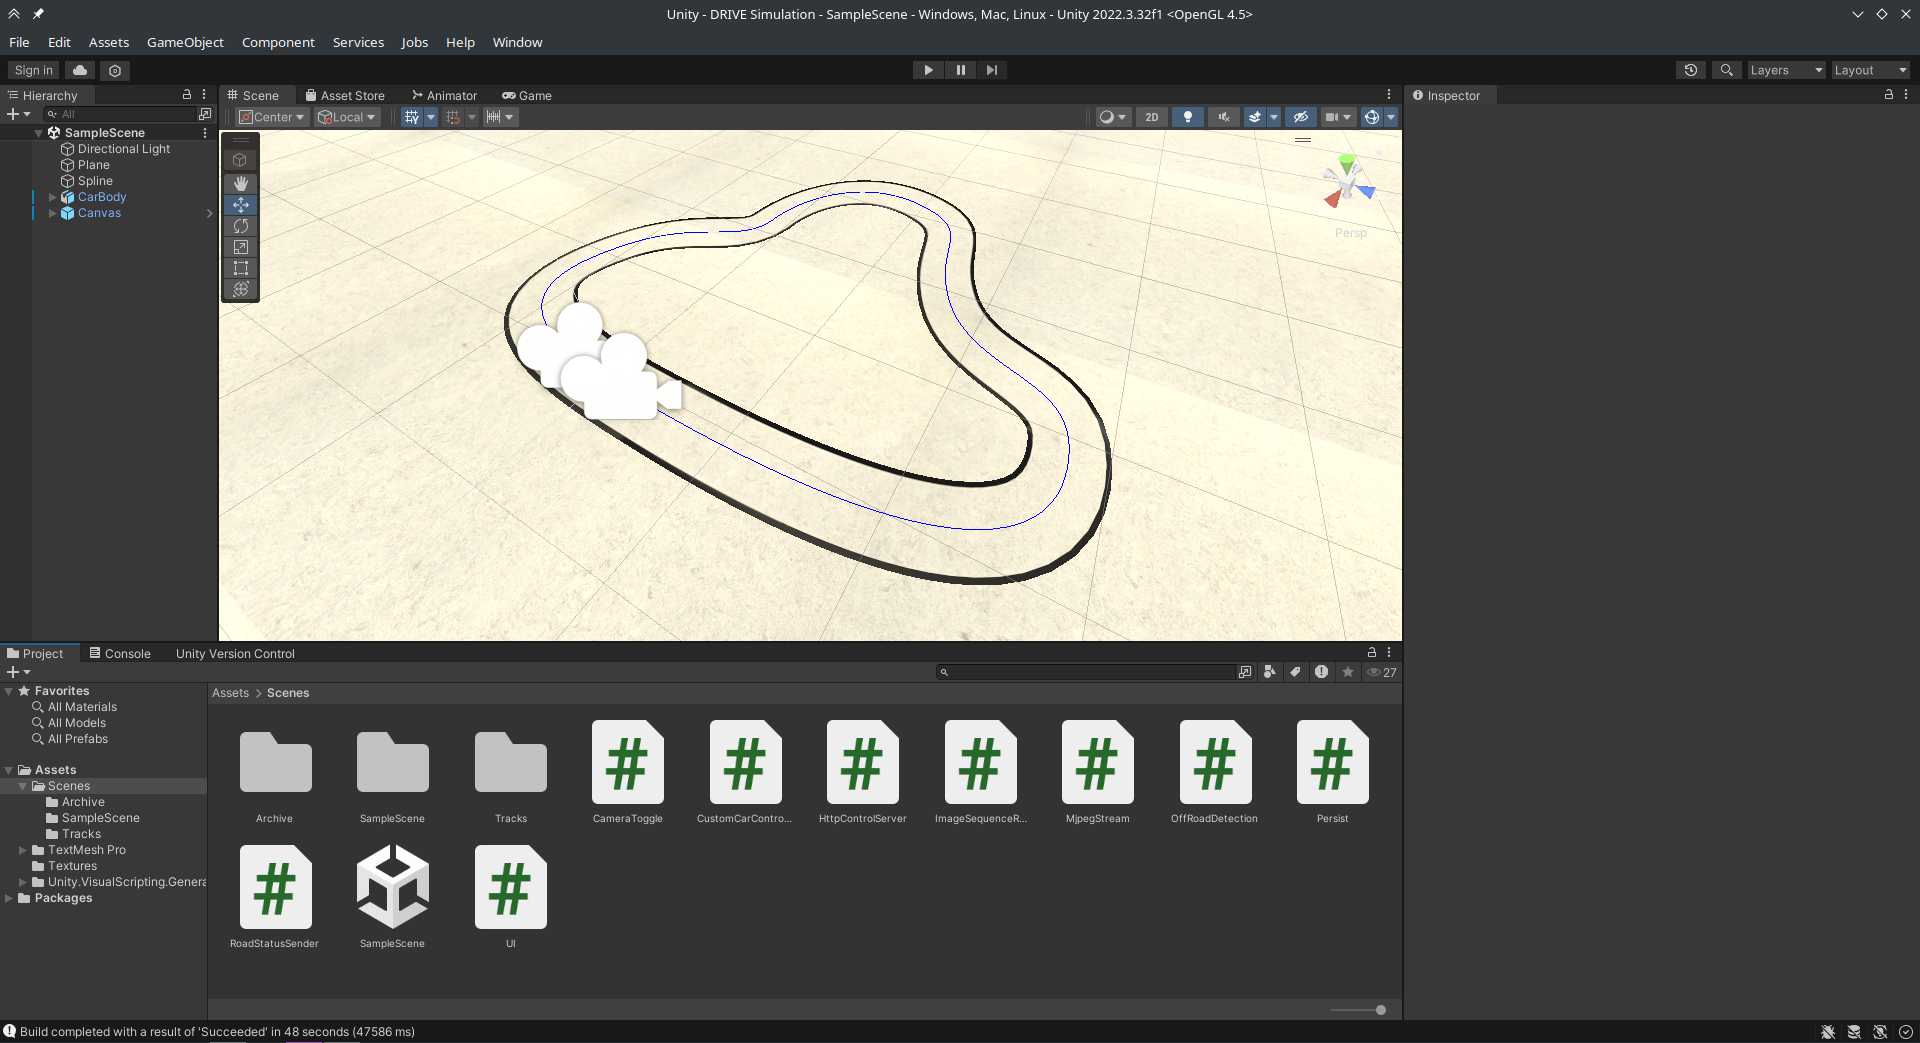 Unity - DRIVE Simulation - SampleScene - Windows, Mac, Linux - Unity 2022.3.32f1 <OpenGL 4.5>
File Edit Assets GameObject Component Services Jobs Help Window
Sign in
Layers
Layout
Hierarchy
All
SampleScene
Directional Light
Plane
Spline
CarBody
Canvas
Scene Asset Store Animator Game
Center Local 2D
Persp
Inspector
Project Console Unity Version Control
27
Favorites
All Materials
All Models
All Prefabs
Assets
Scenes
Archive
SampleScene
Tracks
TextMesh Pro
Textures
Unity.VisualScripting.Genera
Packages
Assets > Scenes
Archive SampleScene Tracks CameraToggle CustomCarContro... HttpControlServer ImageSequenceR... MjpegStream OffRoadDetection Persist
RoadStatusSender SampleScene UI
Build completed with a result of 'Succeeded' in 48 seconds (47586 ms)